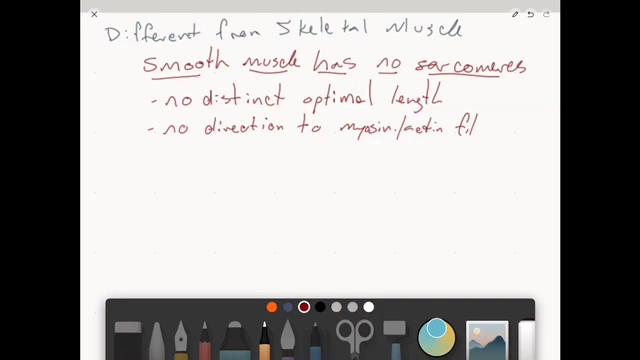 Different from Skeletal Muscle
Smooth muscle has no sarcomeres
- no distinct optimal length
- no direction to myosin/actin fil